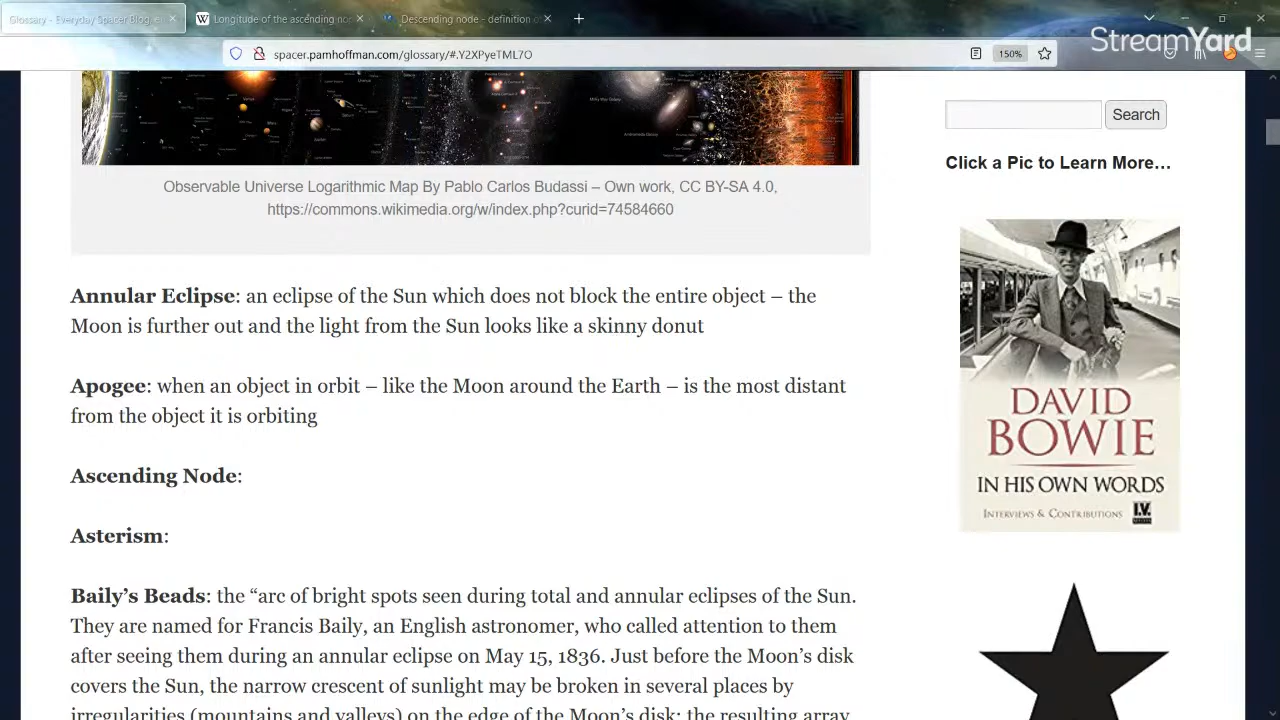 Glossary - Everyday Spacer Blog, e
Longitude of the ascending no
Descending node - definition o
StreamYard
spacer.pamhoffman.com/glossary/#.Y2XPyeTML7O
150%
Observable Universe Logarithmic Map By Pablo Carlos Budassi – Own work, CC BY-SA 4.0,
https://commons.wikimedia.org/w/index.php?curid=74584660
Annular Eclipse: an eclipse of the Sun which does not block the entire object – the
Moon is further out and the light from the Sun looks like a skinny donut
Apogee: when an object in orbit – like the Moon around the Earth – is the most distant
from the object it is orbiting
Ascending Node:
Asterism:
Baily’s Beads: the “arc of bright spots seen during total and annular eclipses of the Sun.
They are named for Francis Baily, an English astronomer, who called attention to them
after seeing them during an annular eclipse on May 15, 1836. Just before the Moon’s disk
covers the Sun, the narrow crescent of sunlight may be broken in several places by
irregularities (mountains and valleys) on the edge of the Moon’s disk; the resulting array
Search
Click a Pic to Learn More…
DAVID
BOWIE
IN HIS OWN WORDS
INTERVIEWS & CONTRIBUTIONS
I.V.